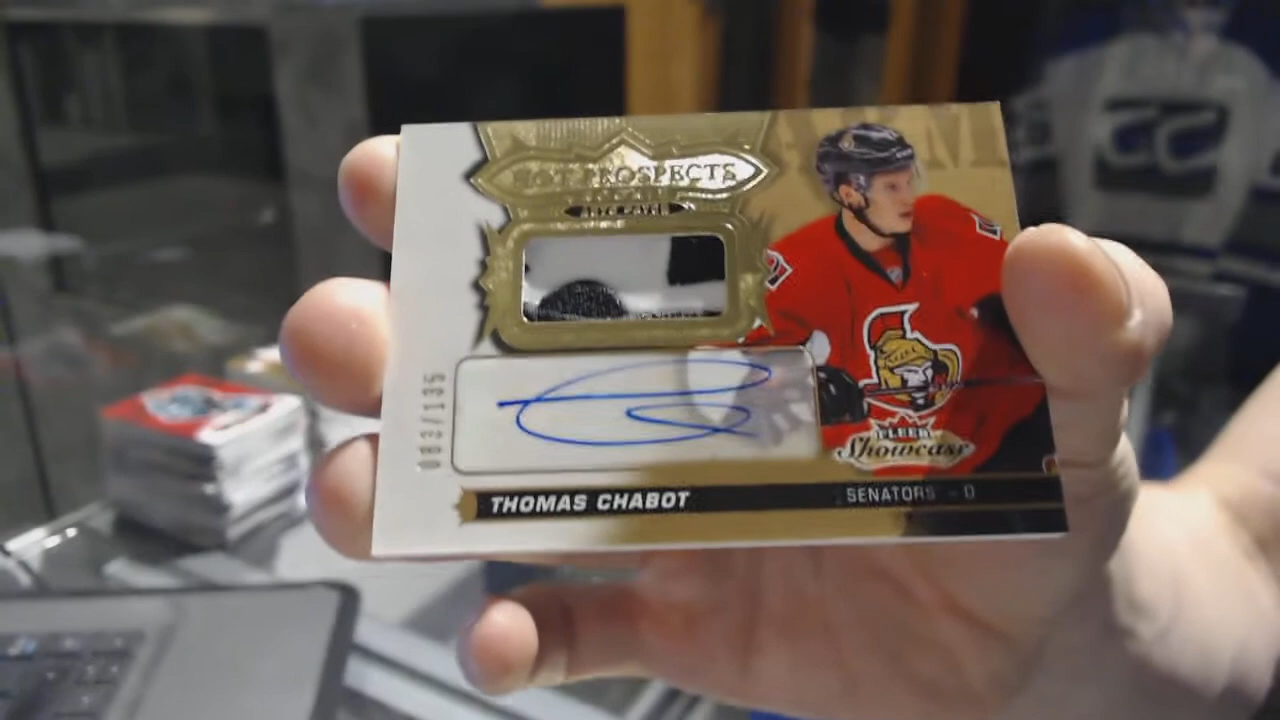 HOT PROSPECTS
083/135
FLEER
Showcase
THOMAS CHABOT
SENATORS - D